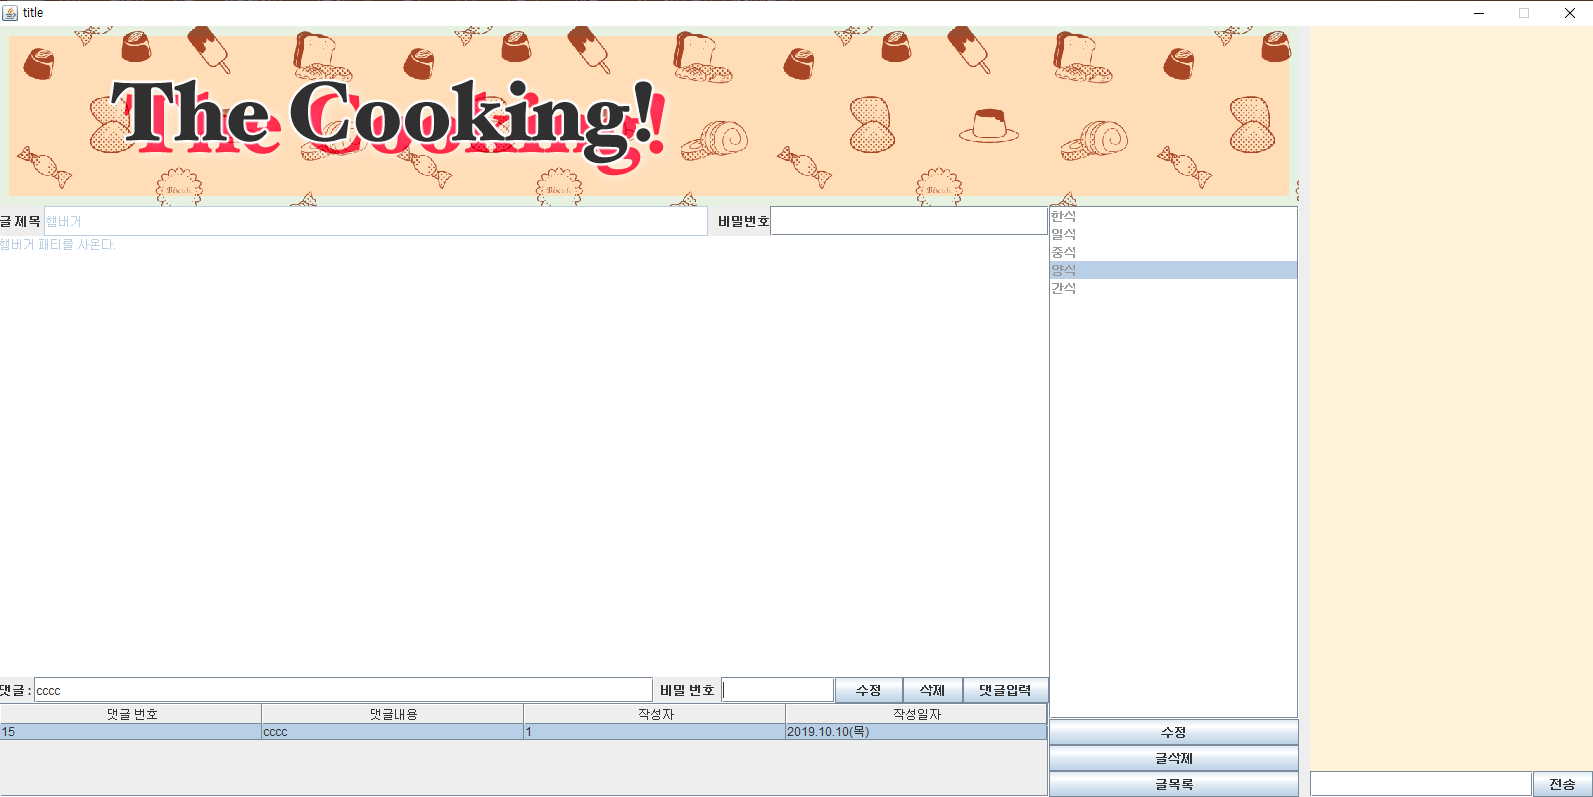 title
The Cooking!
글 제목 햄버거 비밀번호
햄버거 패티를 사온다.
한식
일식
중식
양식
간식
댓글 : cccc 비밀 번호 수정 삭제 댓글입력
댓글 번호 댓글내용 작성자 작성일자
15 cccc 1 2019.10.10(목)
수정
글삭제
글목록
전송
Biscuit
Biscuit
Biscuit